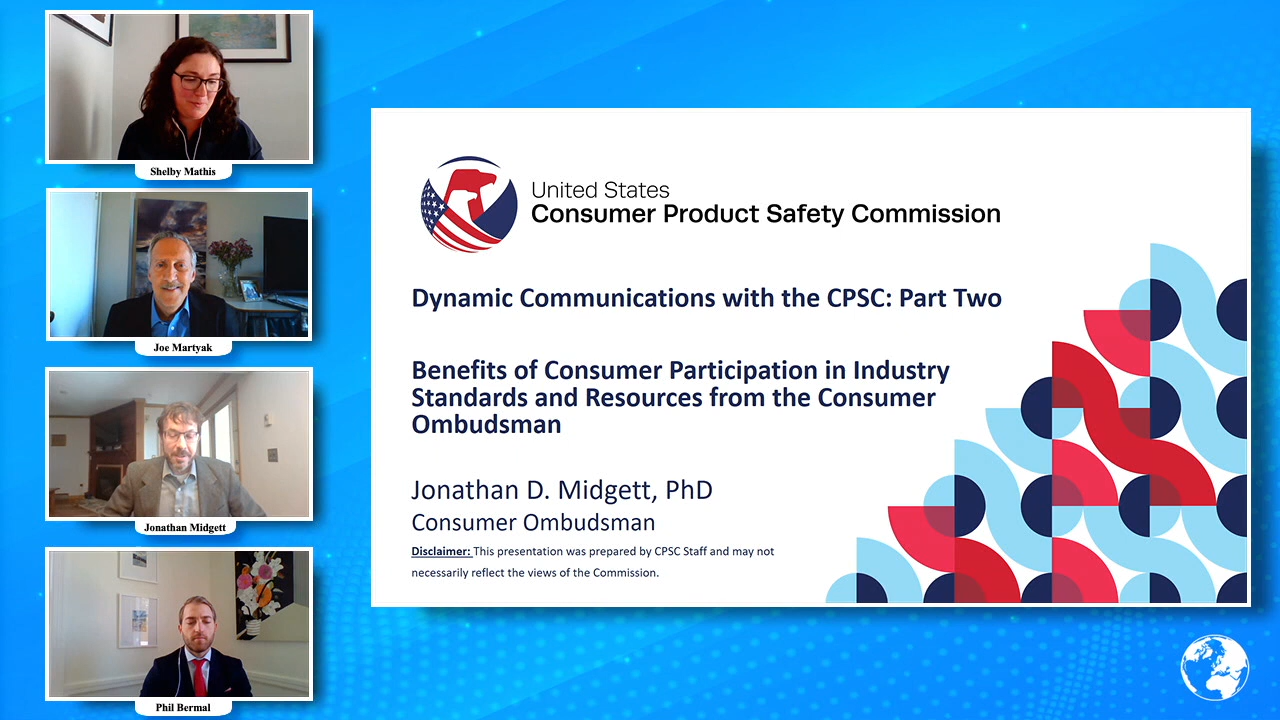 Shelby Mathis
Joe Martyak
Jonathan Midgett
Phil Bermal
United States
Consumer Product Safety Commission
Dynamic Communications with the CPSC: Part Two
Benefits of Consumer Participation in Industry
Standards and Resources from the Consumer
Ombudsman
Jonathan D. Midgett, PhD
Consumer Ombudsman
Disclaimer: This presentation was prepared by CPSC Staff and may not
necessarily reflect the views of the Commission.